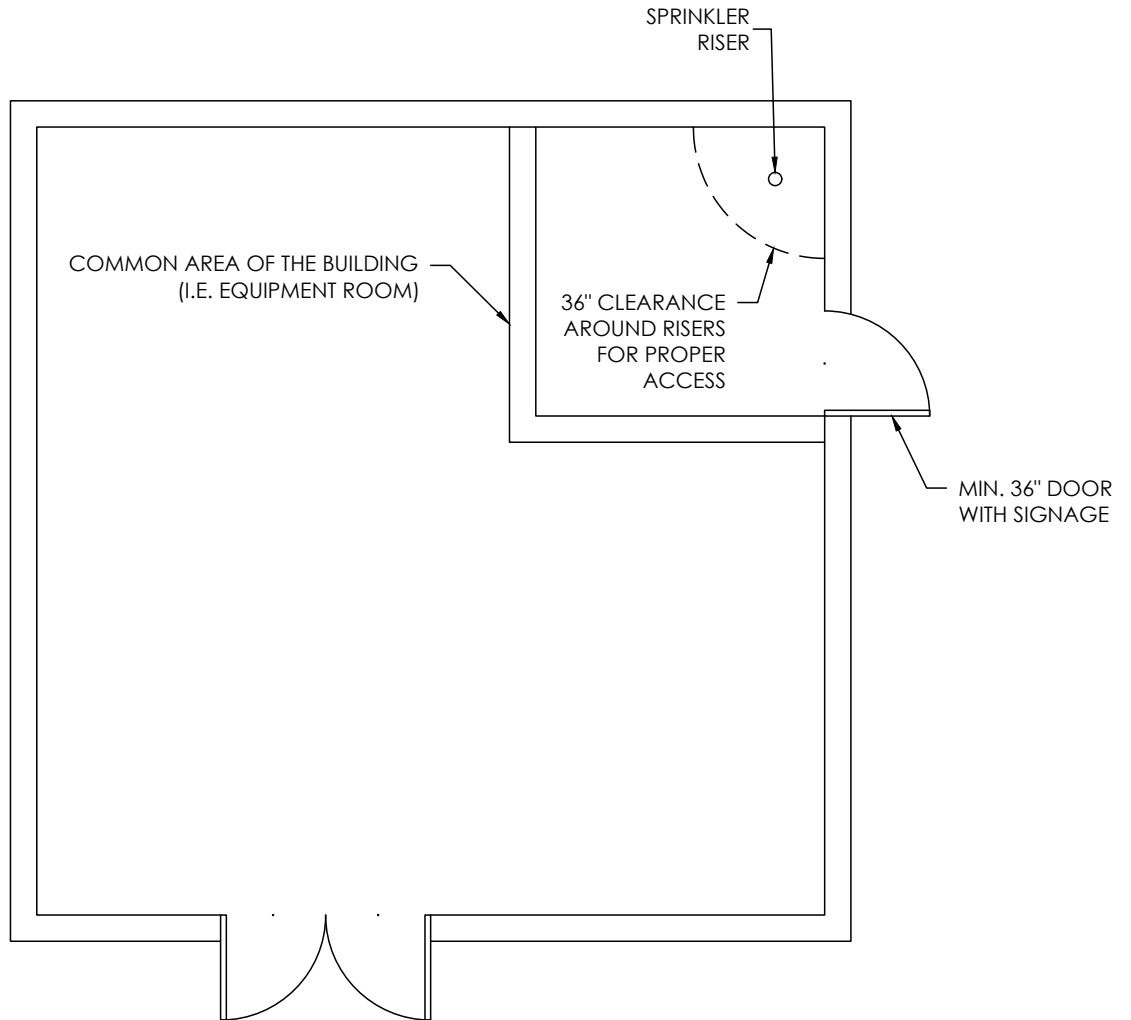 SPRINKLER
RISER
COMMON AREA OF THE BUILDING
(I.E. EQUIPMENT ROOM)
36" CLEARANCE
AROUND RISERS
FOR PROPER
ACCESS
MIN. 36" DOOR
WITH SIGNAGE